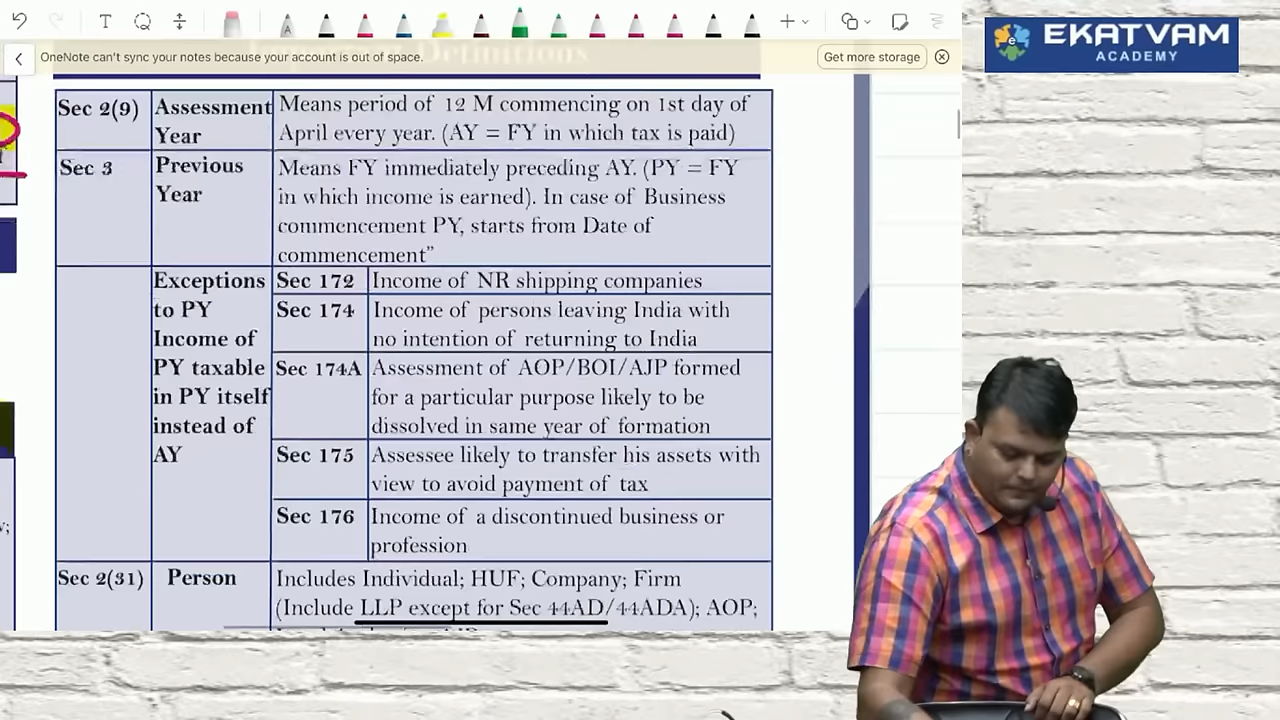 OneNote can't sync your notes because your account is out of space.
Get more storage
EKATVAM
ACADEMY
Sec 2(9)
Assessment
Year
Means period of 12 M commencing on 1st day of
April every year. (AY = FY in which tax is paid)
Sec 3
Previous
Year
Means FY immediately preceding AY. (PY = FY
in which income is earned). In case of Business
commencement PY, starts from Date of
commencement”
Exceptions
to PY
Income of
PY taxable
in PY itself
instead of
AY
Sec 172
Income of NR shipping companies
Sec 174
Income of persons leaving India with
no intention of returning to India
Sec 174A
Assessment of AOP/BOI/AJP formed
for a particular purpose likely to be
dissolved in same year of formation
Sec 175
Assessee likely to transfer his assets with
view to avoid payment of tax
Sec 176
Income of a discontinued business or
profession
Sec 2(31)
Person
Includes Individual; HUF; Company; Firm
(Include LLP except for Sec 44AD/44ADA); AOP;